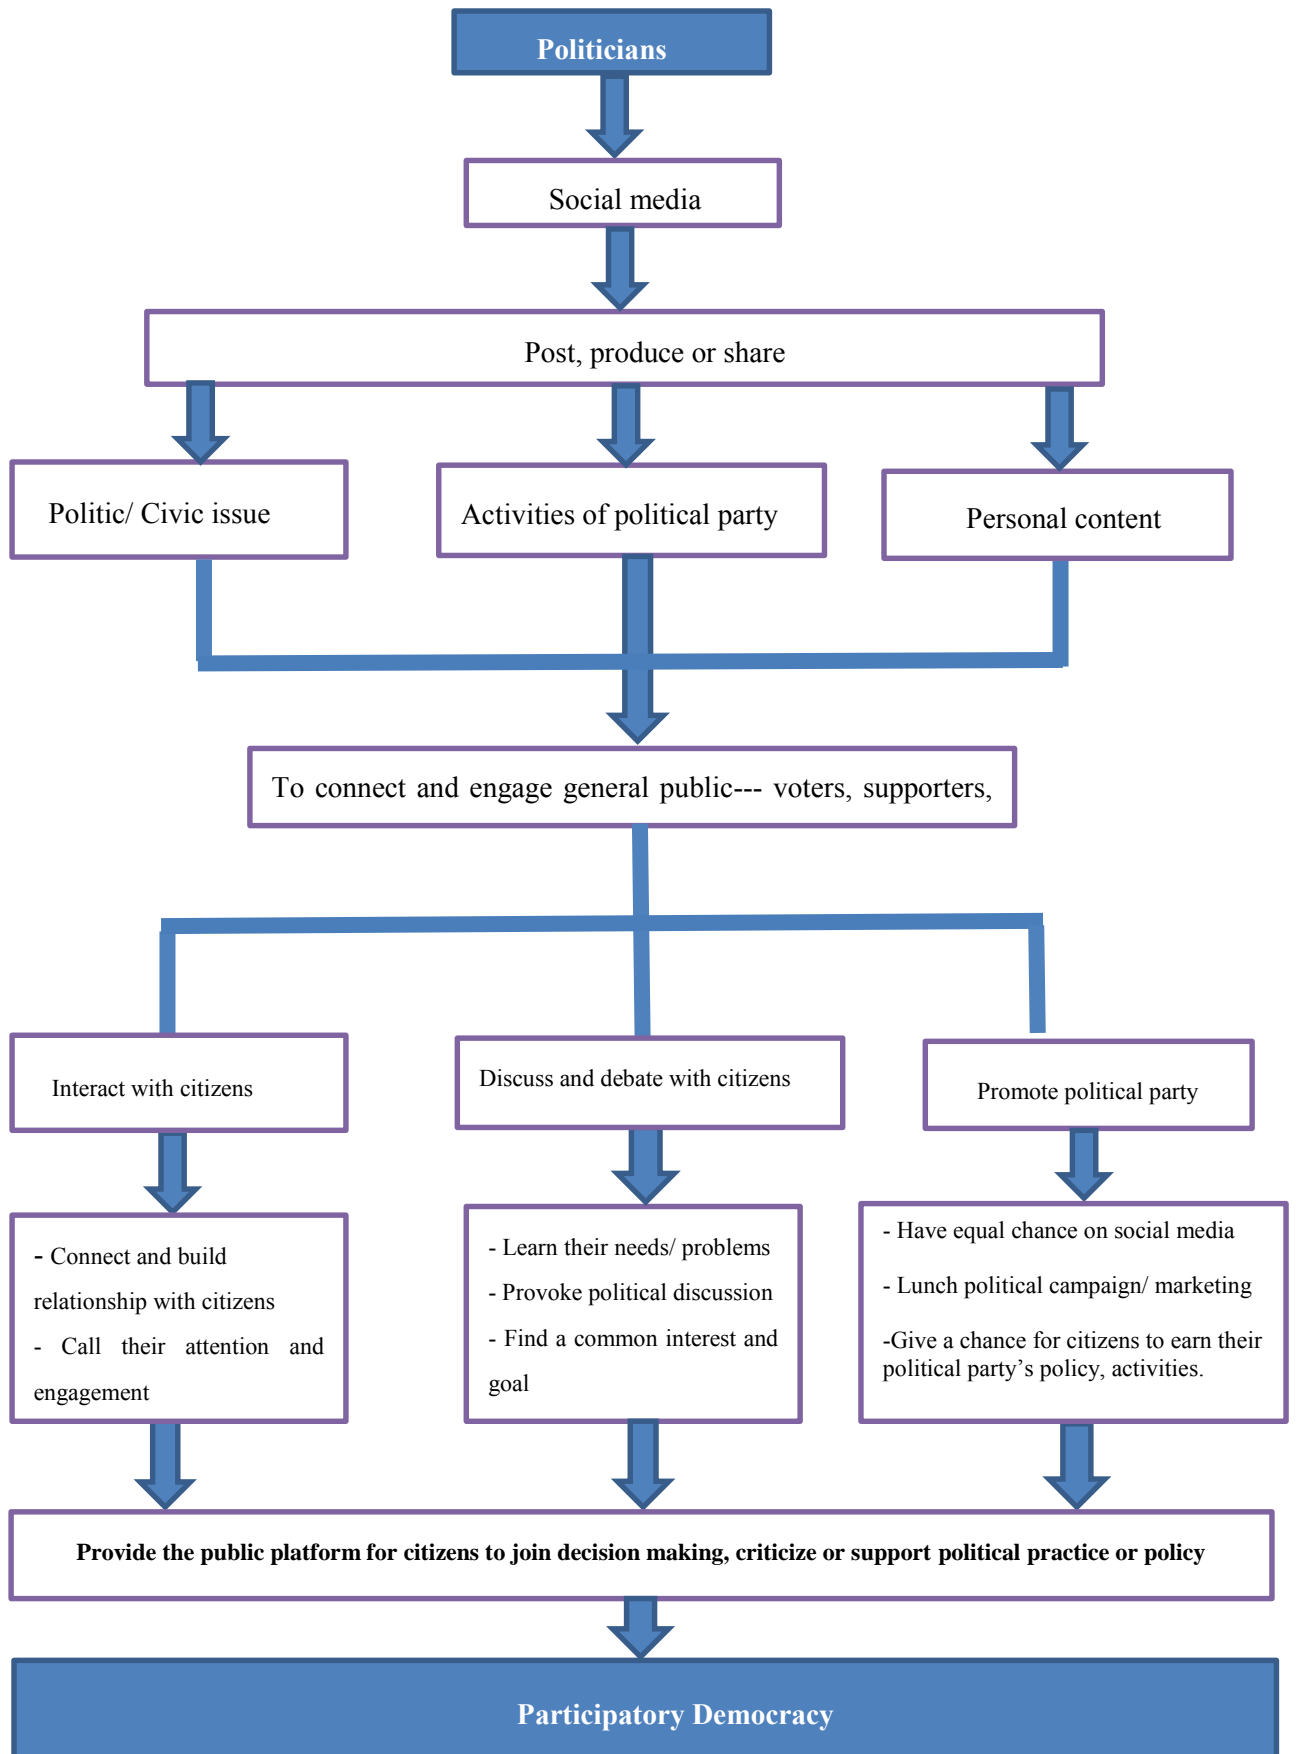 Politicians
Social media
Post, produce or share
Politic/ Civic issue
Activities of political party
Personal content
To connect and engage general public--- voters, supporters,
Interact with citizens
Discuss and debate with citizens
Promote political party
- Connect and build
relationship with citizens
- Call their attention and
engagement
- Learn their needs/ problems
- Provoke political discussion
- Find a common interest and
goal
- Have equal chance on social media
- Lunch political campaign/ marketing
-Give a chance for citizens to earn their
political party’s policy, activities.
Provide the public platform for citizens to join decision making, criticize or support political practice or policy
Participatory Democracy